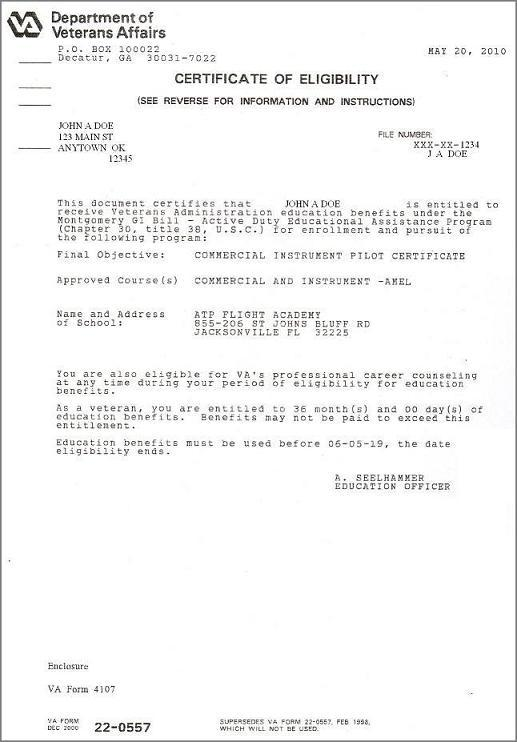 VA
Department of
Veterans Affairs
P.O. BOX 100022
Decatur, GA 30031-7022
MAY 20, 2010
CERTIFICATE OF ELIGIBILITY
(SEE REVERSE FOR INFORMATION AND INSTRUCTIONS)
JOHN A DOE
123 MAIN ST
ANYTOWN OK
12345
FILE NUMBER:
XXX-XX-1234
J A DOE
This document certifies that JOHN A DOE is entitled to
receive Veterans Administration education benefits under the
Montgomery GI Bill - Active Duty Educational Assistance Program
(Chapter 30, title 38, U.S.C.) for enrollment and pursuit of
the following program:
Final Objective: COMMERCIAL INSTRUMENT PILOT CERTIFICATE
Approved Course(s) COMMERCIAL AND INSTRUMENT -AMEL
Name and Address ATP FLIGHT ACADEMY
of School: 855-206 ST JOHNS BLUFF RD
JACKSONVILLE FL 32225
You are also eligible for VA's professional career counseling
at any time during your period of eligibility for education
benefits.
As a veteran, you are entitled to 36 month(s) and 00 day(s) of
education benefits. Benefits may not be paid to exceed this
entitlement.
Education benefits must be used before 06-05-19, the date
eligibility ends.
A. SEELHAMMER
EDUCATION OFFICER
Enclosure
VA Form 4107
VA FORM
DEC 2000 22-0557
SUPERSEDES VA FORM 22-0557, FEB 1998,
WHICH WILL NOT BE USED.